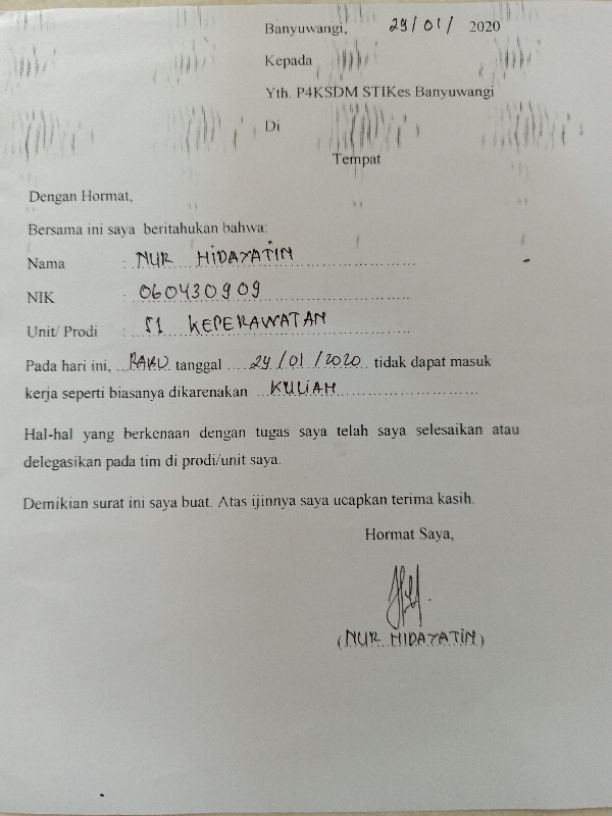 Banyuwangi, 29/01/ 2020
Kepada
Yth. P4KSDM STIKes Banyuwangi
Di
Tempat
Dengan Hormat,
Bersama ini saya beritahukan bahwa:
Nama : NUR HIDAYATIN
NIK : 060430909
Unit/ Prodi : S1 KEPERAWATAN
Pada hari ini, RABU tanggal 29/01/2020 tidak dapat masuk
kerja seperti biasanya dikarenakan KULIAH
Hal-hal yang berkenaan dengan tugas saya telah saya selesaikan atau
delegasikan pada tim di prodi/unit saya.
Demikian surat ini saya buat. Atas ijinnya saya ucapkan terima kasih.
Hormat Saya,
(NUR HIDAYATIN)